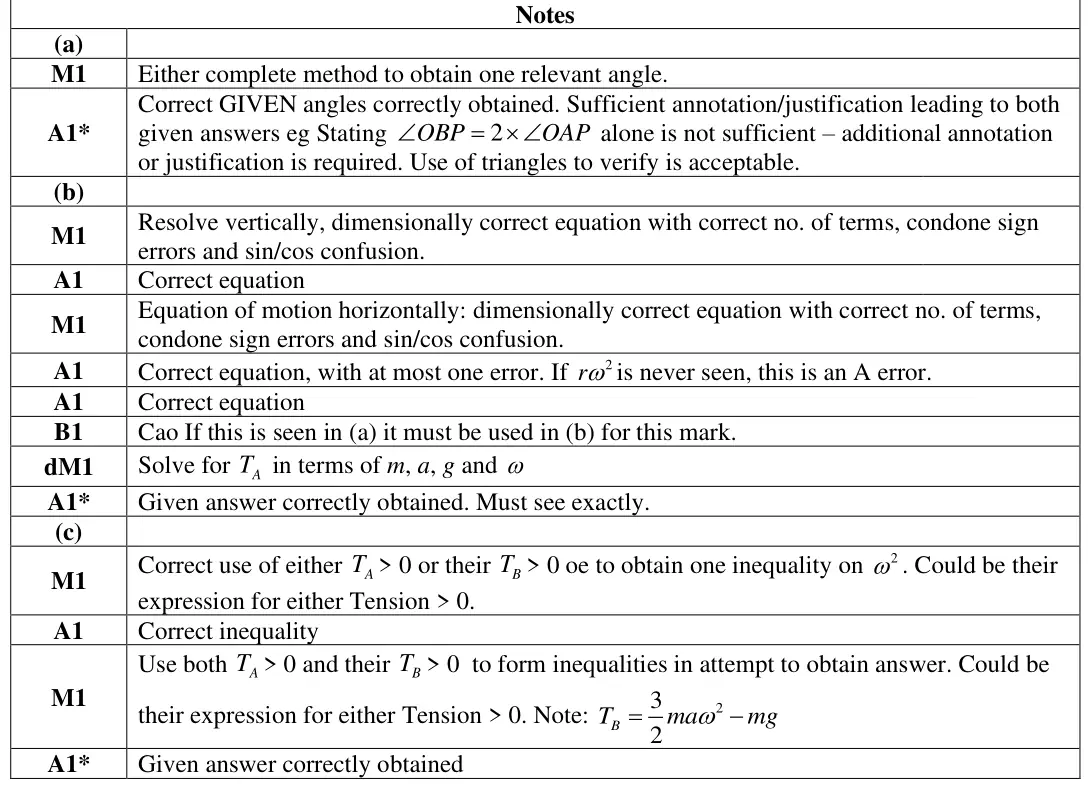 Notes
(a)
M1 Either complete method to obtain one relevant angle.
Correct GIVEN angles correctly obtained. Sufficient annotation/justification leading to both
A1* given answers eg Stating ∠OBP = 2×∠OAP alone is not sufficient – additional annotation
or justification is required. Use of triangles to verify is acceptable.
(b)
M1 Resolve vertically, dimensionally correct equation with correct no. of terms, condone sign
errors and sin/cos confusion.
A1 Correct equation
M1 Equation of motion horizontally: dimensionally correct equation with correct no. of terms,
condone sign errors and sin/cos confusion.
A1 Correct equation, with at most one error. If rω² is never seen, this is an A error.
A1 Correct equation
B1 Cao If this is seen in (a) it must be used in (b) for this mark.
dM1 Solve for T_A in terms of m, a, g and ω
A1* Given answer correctly obtained. Must see exactly.
(c)
M1 Correct use of either T_A > 0 or their T_B > 0 oe to obtain one inequality on ω². Could be their
expression for either Tension > 0.
A1 Correct inequality
Use both T_A > 0 and their T_B > 0 to form inequalities in attempt to obtain answer. Could be
M1 their expression for either Tension > 0. Note: T_B = 3/2 maω² − mg
A1* Given answer correctly obtained